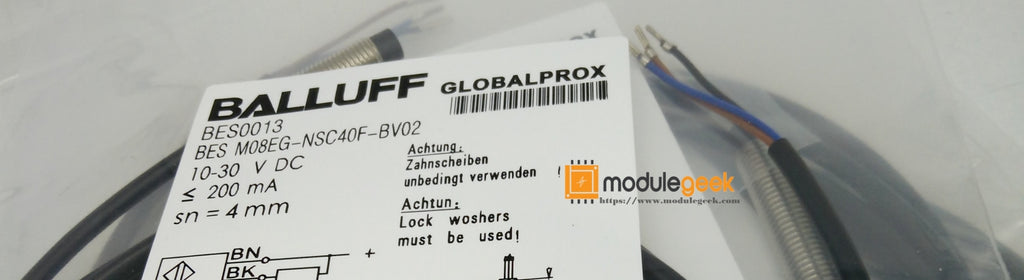 BALLUFF GLOBALPROX
BES0013
BES M08EG-NSC40F-BV02
10-30 V DC
≤ 200 mA
sn = 4 mm
Achtung:
Zahnscheiben
unbedingt verwenden !
Achtun:
Lock woshers
must be used!
BN +
BK
modulegeek
https://www.modulegeek.com